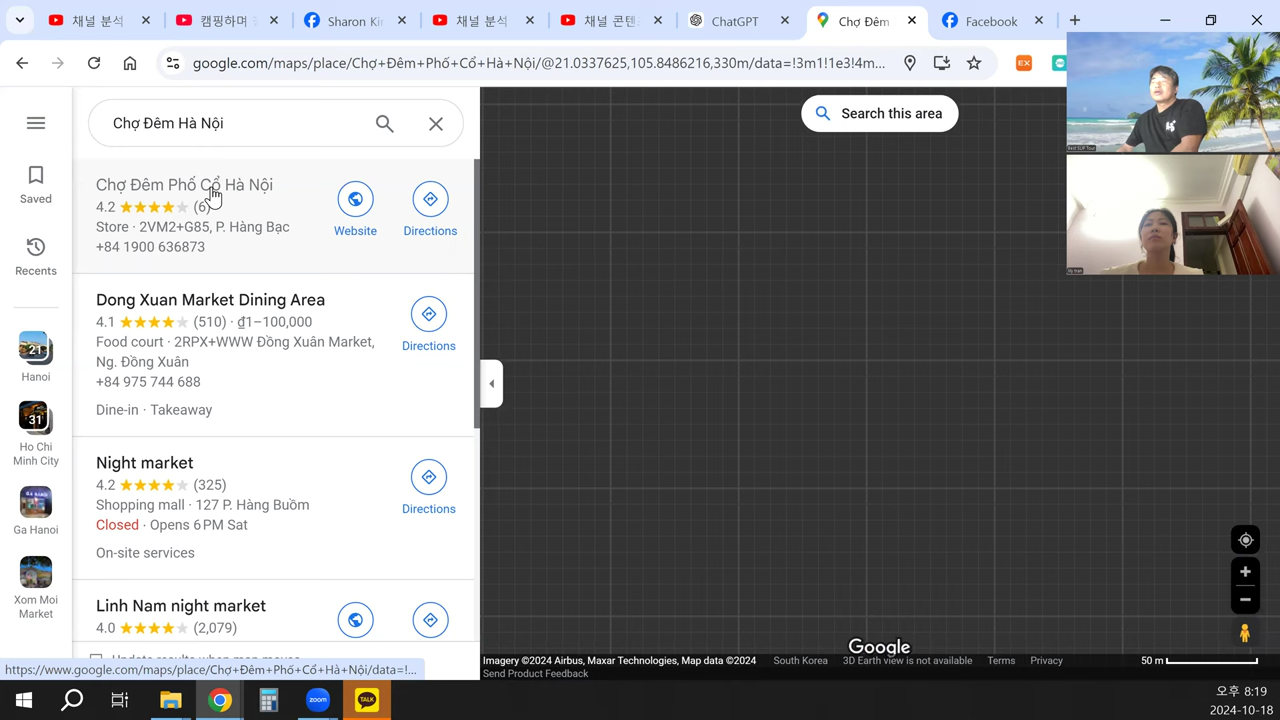 채널 분석
캠핑하며
Sharon Ki
채널 분석
채널 콘텐
ChatGPT
Chợ Đêm
Facebook
google.com/maps/place/Chợ+Đêm+Phố+Cổ+Hà+Nội/@21.0337625,105.8486216,330m/data=!3m1!1e3!4m...
EX
Chợ Đêm Hà Nội
Search this area
Saved
Recents
21
Hanoi
31
Ho Chi
Minh City
Ga Hanoi
Xom Moi
Market
Chợ Đêm Phố Cổ Hà Nội
4.2 (6)
Store · 2VM2+G85, P. Hàng Bạc
+84 1900 636873
Website
Directions
Dong Xuan Market Dining Area
4.1 (510) · ₫1–100,000
Food court · 2RPX+WWW Đồng Xuân Market,
Ng. Đồng Xuân
+84 975 744 688
Dine-in · Takeaway
Directions
Night market
4.2 (325)
Shopping mall · 127 P. Hàng Buồm
Closed · Opens 6 PM Sat
On-site services
Directions
Linh Nam night market
4.0 (2,079)
https://www.google.com/maps/place/Chợ+Đêm+Phố+Cổ+Hà+Nội/data=!...
Google
Imagery ©2024 Airbus, Maxar Technologies, Map data ©2024
South Korea
3D Earth view is not available
Terms
Privacy
50 m
Send Product Feedback
zoom
TALK
오후 8:19
2024-10-18